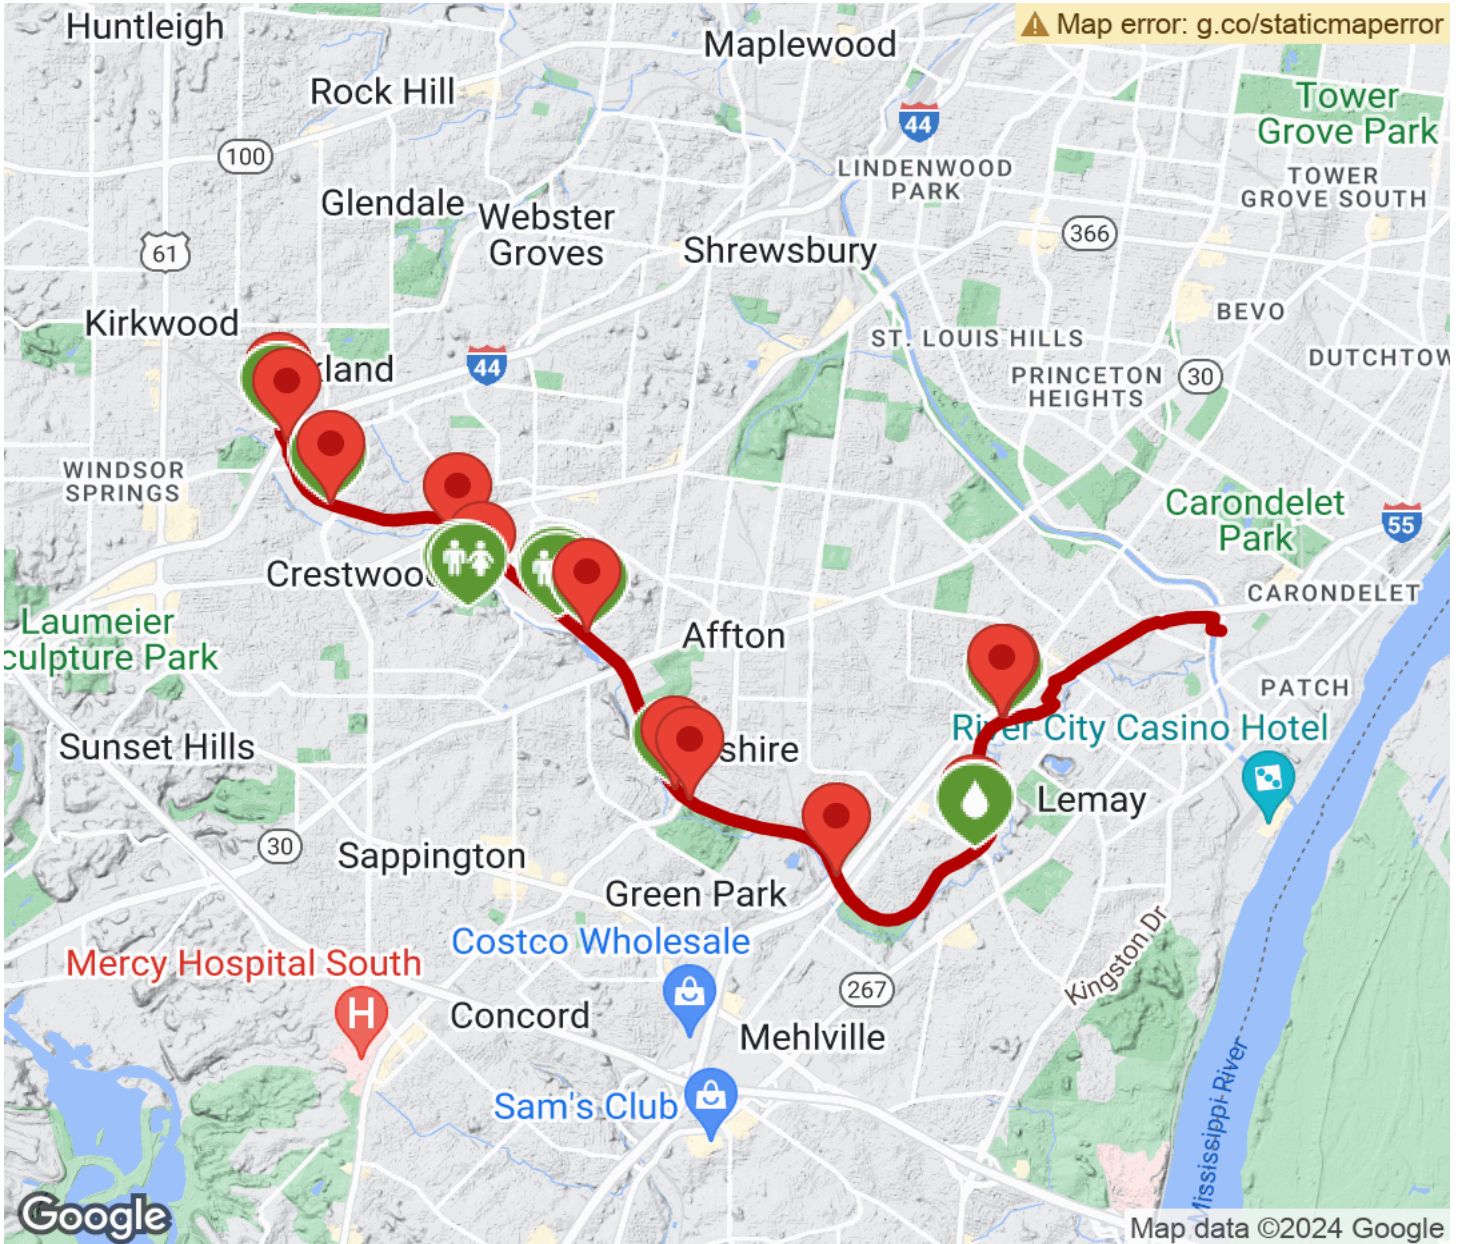 Huntleigh
Map error: g.co/staticmaperror
Maplewood
Rock Hill
Tower
Grove Park
44
100
LINDENWOOD
PARK
TOWER
GROVE SOUTH
Glendale
Webster
Groves
366
61
Shrewsbury
BEVO
Kirkwood
ST. LOUIS HILLS
DUTCHTOW
kland
44
PRINCETON
HEIGHTS
30
WINDSOR
SPRINGS
Carondelet
Park
55
Crestwoo
CARONDELET
Laumeier
culpture Park
Affton
PATCH
River City Casino Hotel
Sunset Hills
shire
Lemay
30
Sappington
Green Park
Costco Wholesale
Kingston Dr
Mercy Hospital South
267
H
Concord
Mehlville
Sam's Club
Mississippi River
Google
Map data ©2024 Google